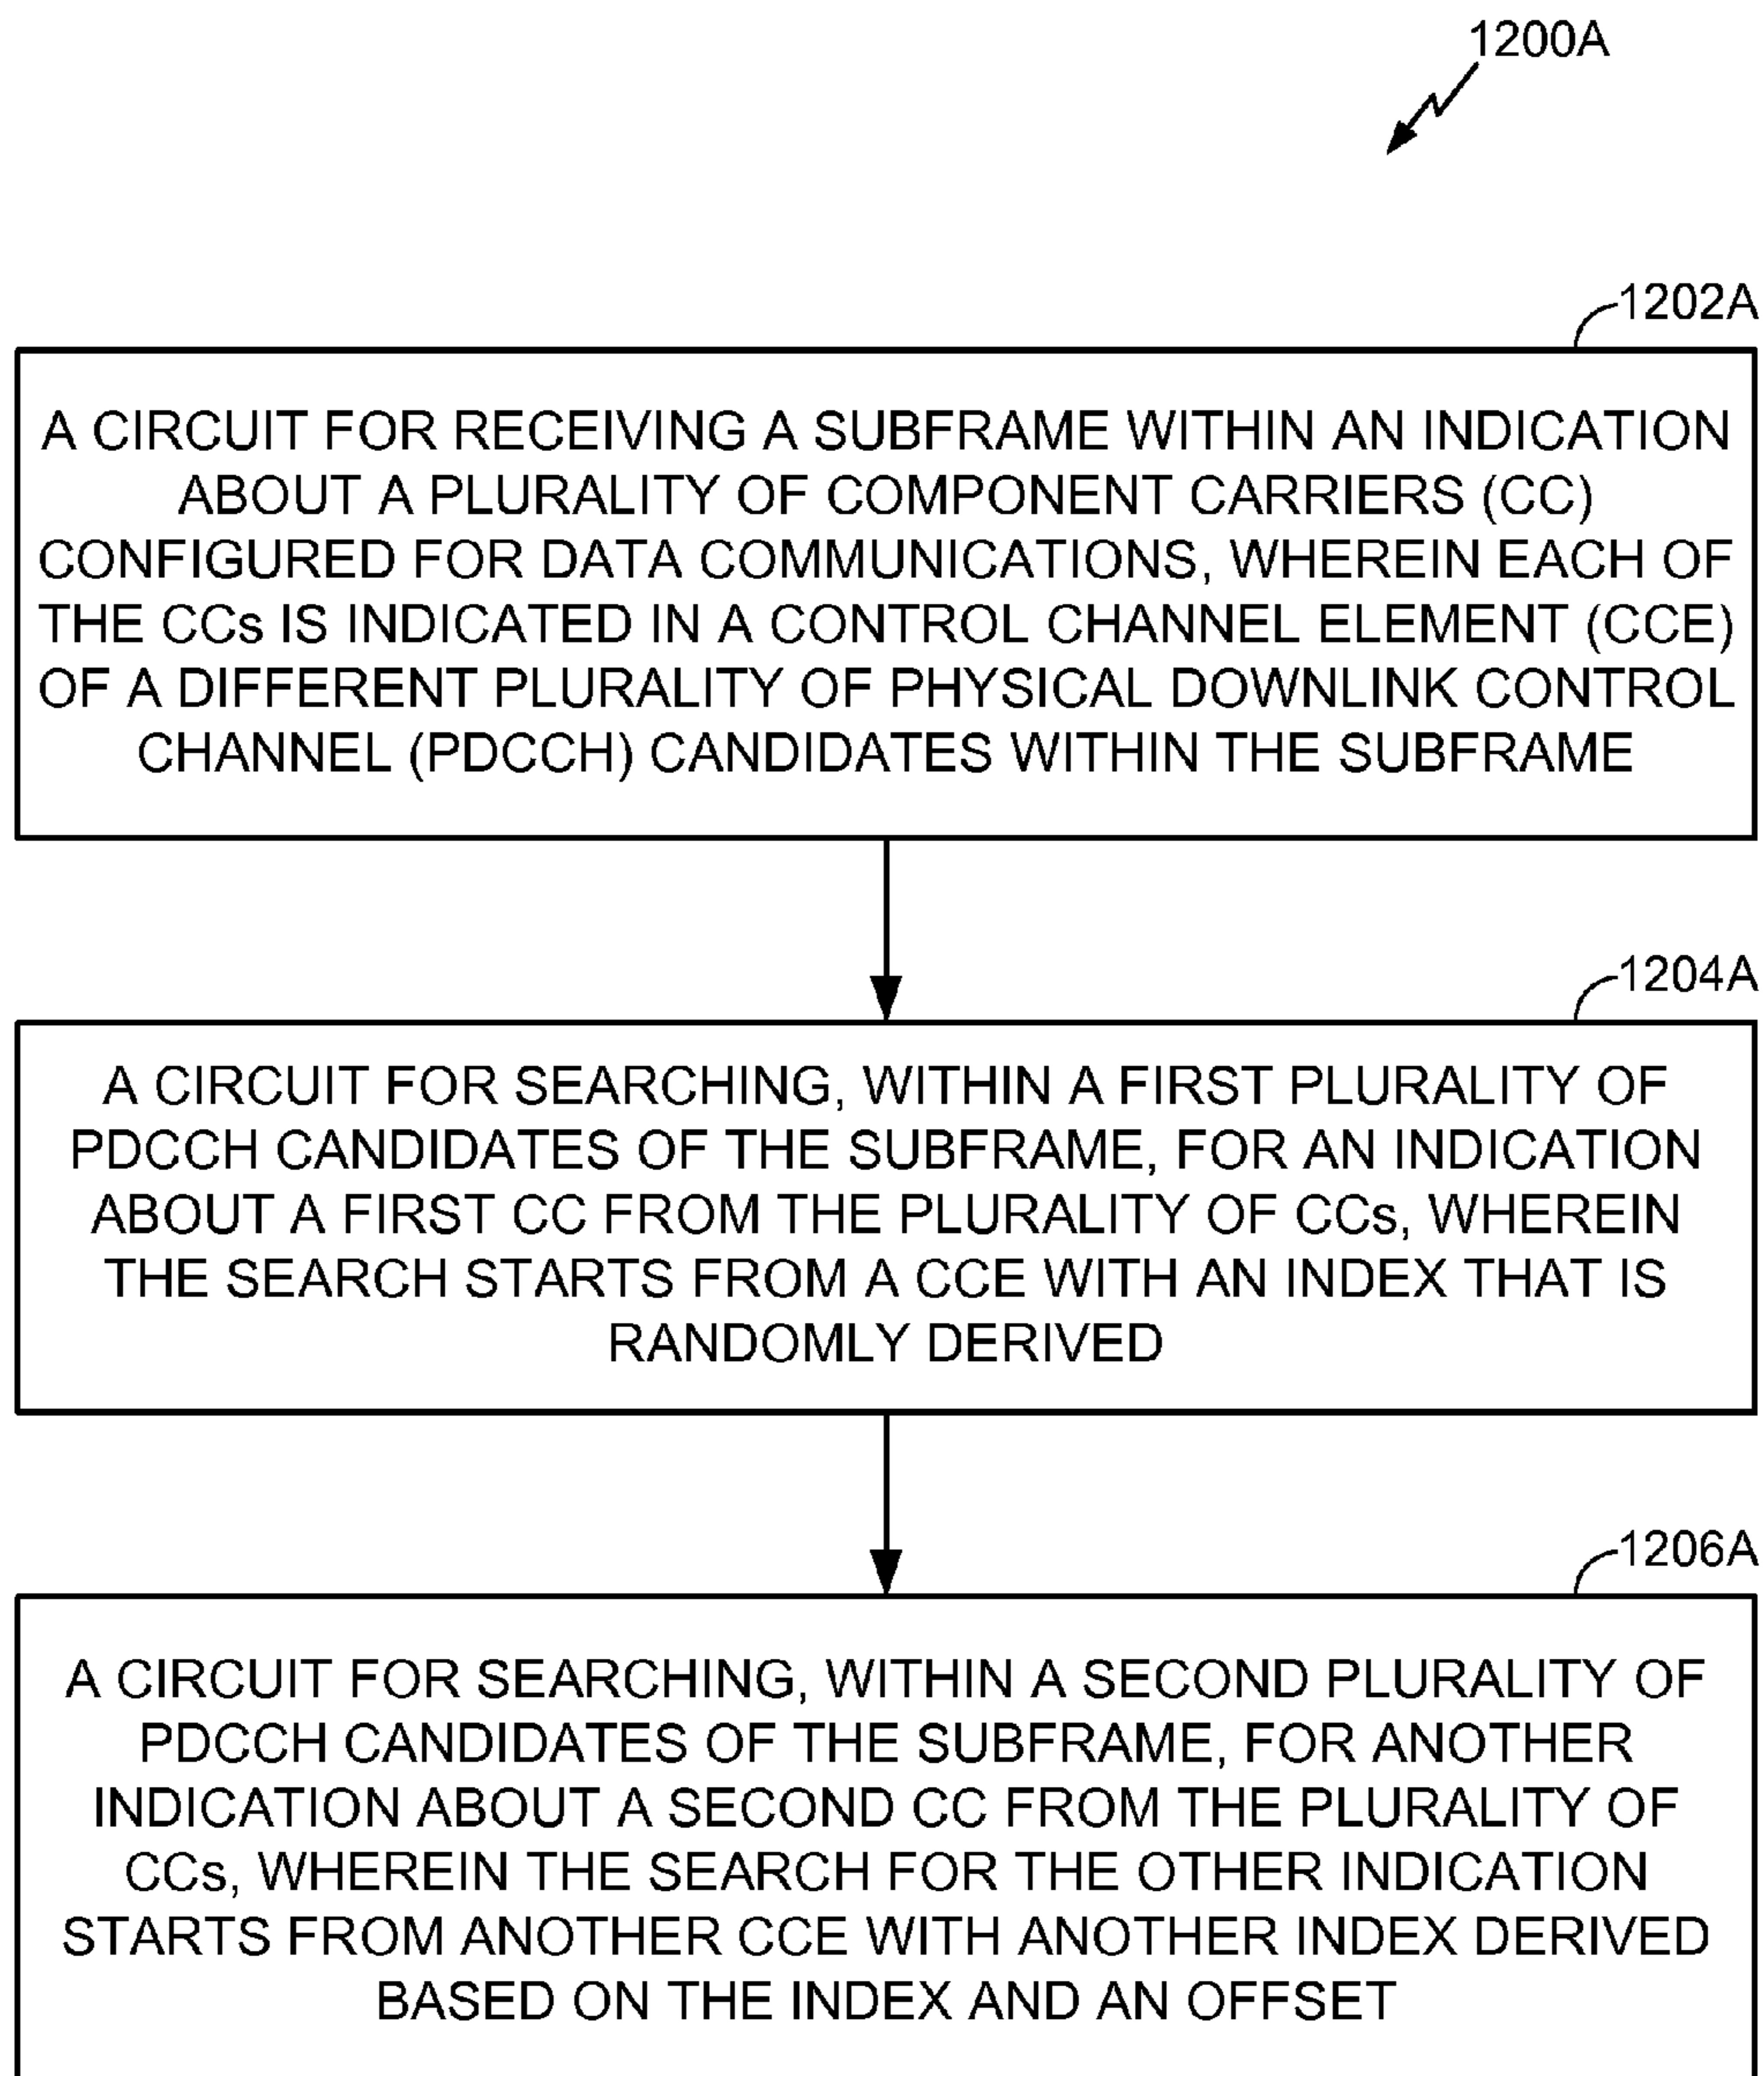 1200A
1202A
A CIRCUIT FOR RECEIVING A SUBFRAME WITHIN AN INDICATION
ABOUT A PLURALITY OF COMPONENT CARRIERS (CC)
CONFIGURED FOR DATA COMMUNICATIONS, WHEREIN EACH OF
THE CCs IS INDICATED IN A CONTROL CHANNEL ELEMENT (CCE)
OF A DIFFERENT PLURALITY OF PHYSICAL DOWNLINK CONTROL
CHANNEL (PDCCH) CANDIDATES WITHIN THE SUBFRAME
1204A
A CIRCUIT FOR SEARCHING, WITHIN A FIRST PLURALITY OF
PDCCH CANDIDATES OF THE SUBFRAME, FOR AN INDICATION
ABOUT A FIRST CC FROM THE PLURALITY OF CCs, WHEREIN
THE SEARCH STARTS FROM A CCE WITH AN INDEX THAT IS
RANDOMLY DERIVED
1206A
A CIRCUIT FOR SEARCHING, WITHIN A SECOND PLURALITY OF
PDCCH CANDIDATES OF THE SUBFRAME, FOR ANOTHER
INDICATION ABOUT A SECOND CC FROM THE PLURALITY OF
CCs, WHEREIN THE SEARCH FOR THE OTHER INDICATION
STARTS FROM ANOTHER CCE WITH ANOTHER INDEX DERIVED
BASED ON THE INDEX AND AN OFFSET